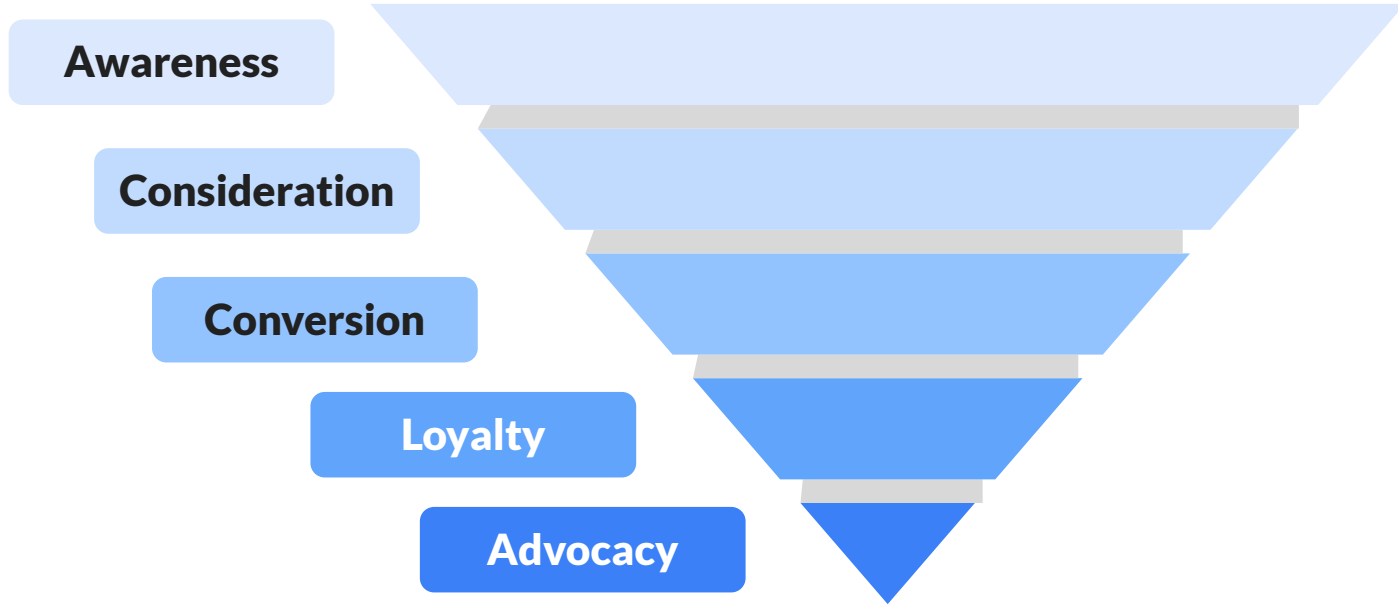 Awareness
Consideration
Conversion
Loyalty
Advocacy